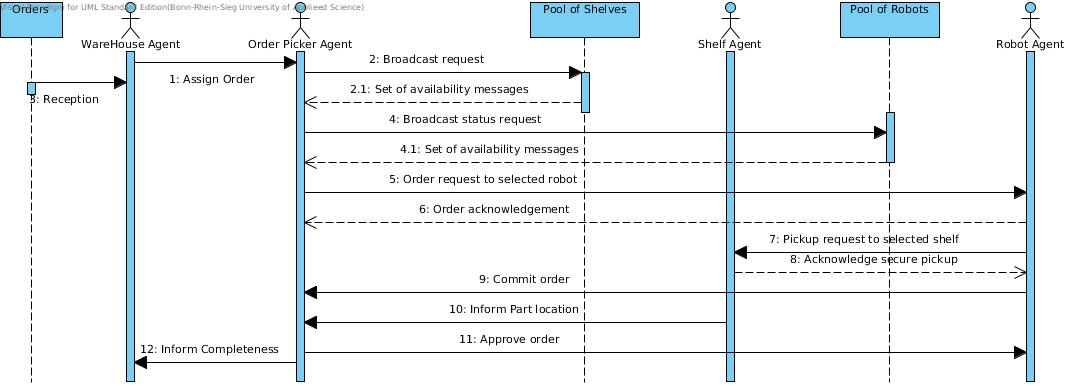 Visual Paradigm for UML Standard Edition(Bonn-Rhein-Sieg University of Applieed Science)
Orders
Pool of Shelves
Pool of Robots
WareHouse Agent
Order Picker Agent
Shelf Agent
Robot Agent
1: Assign Order
2: Broadcast request
3: Reception
2.1: Set of availability messages
4: Broadcast status request
4.1: Set of availability messages
5: Order request to selected robot
6: Order acknowledgement
7: Pickup request to selected shelf
8: Acknowledge secure pickup
9: Commit order
10: Inform Part location
11: Approve order
12: Inform Completeness